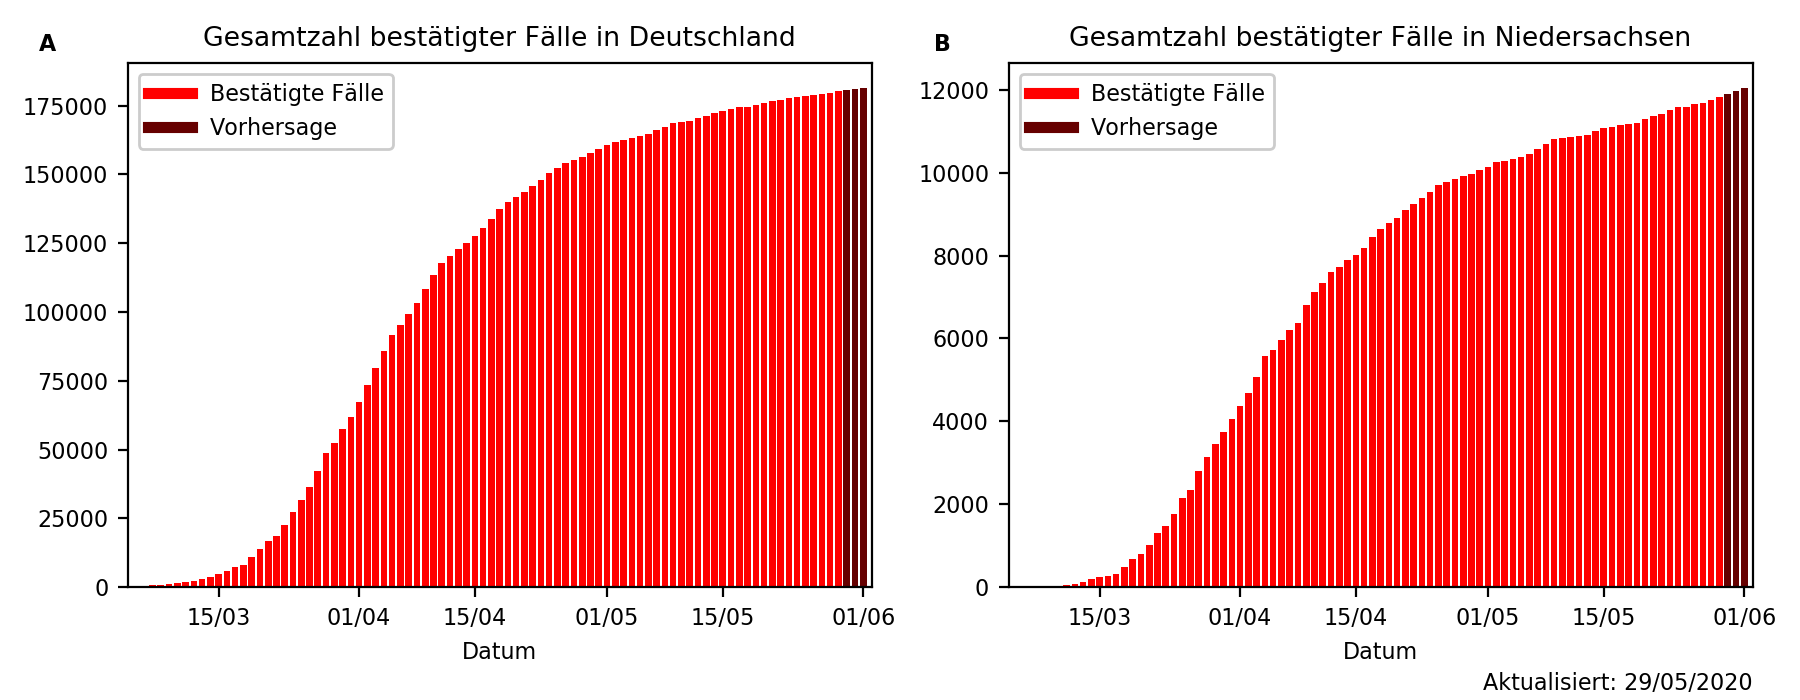 A
Gesamtzahl bestätigter Fälle in Deutschland
Bestätigte Fälle
Vorhersage
175000
150000
125000
100000
75000
50000
25000
0
15/03 01/04 15/04 01/05 15/05 01/06
Datum
B
Gesamtzahl bestätigter Fälle in Niedersachsen
Bestätigte Fälle
Vorhersage
12000
10000
8000
6000
4000
2000
0
15/03 01/04 15/04 01/05 15/05 01/06
Datum
Aktualisiert: 29/05/2020